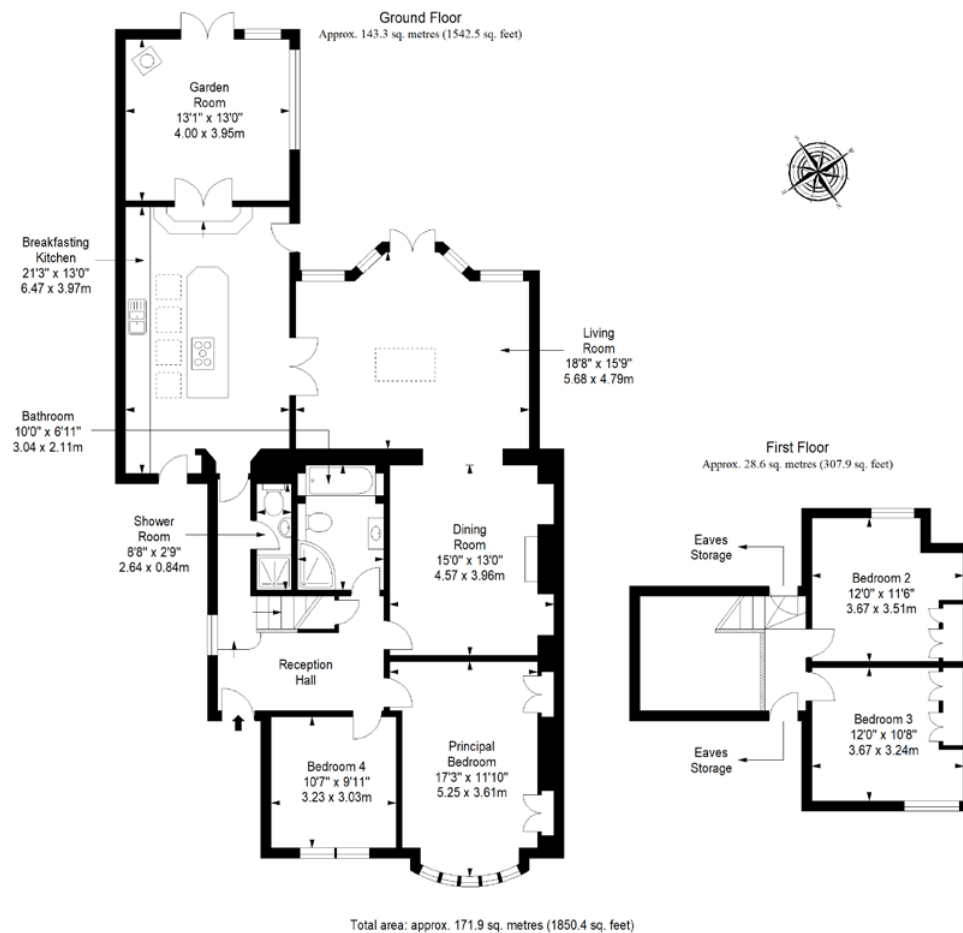 Ground Floor
Approx. 143.3 sq. metres (1542.5 sq. feet)
Garden
Room
13'1" x 13'0"
4.00 x 3.95m
Breakfasting
Kitchen
21'3" x 13'0"
6.47 x 3.97m
Living
Room
18'8" x 15'9"
5.68 x 4.79m
Bathroom
10'0" x 6'11"
3.04 x 2.11m
Shower
Room
8'8" x 2'9"
2.64 x 0.84m
Dining
Room
15'0" x 13'0"
4.57 x 3.96m
Reception
Hall
Principal
Bedroom
17'3" x 11'10"
5.25 x 3.61m
Bedroom 4
10'7" x 9'11"
3.23 x 3.03m
First Floor
Approx. 28.6 sq. metres (307.9 sq. feet)
Eaves
Storage
Bedroom 2
12'0" x 11'6"
3.67 x 3.51m
Bedroom 3
12'0" x 10'8"
3.67 x 3.24m
Eaves
Storage
Total area: approx. 171.9 sq. metres (1850.4 sq. feet)